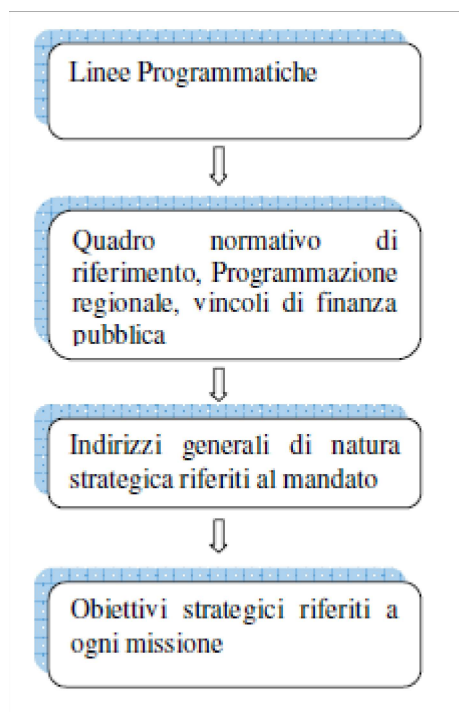 Linee Programmatiche
Quadro normativo di
riferimento, Programmazione
regionale, vincoli di finanza
pubblica
Indirizzi generali di natura
strategica riferiti al mandato
Obiettivi strategici riferiti a
ogni missione